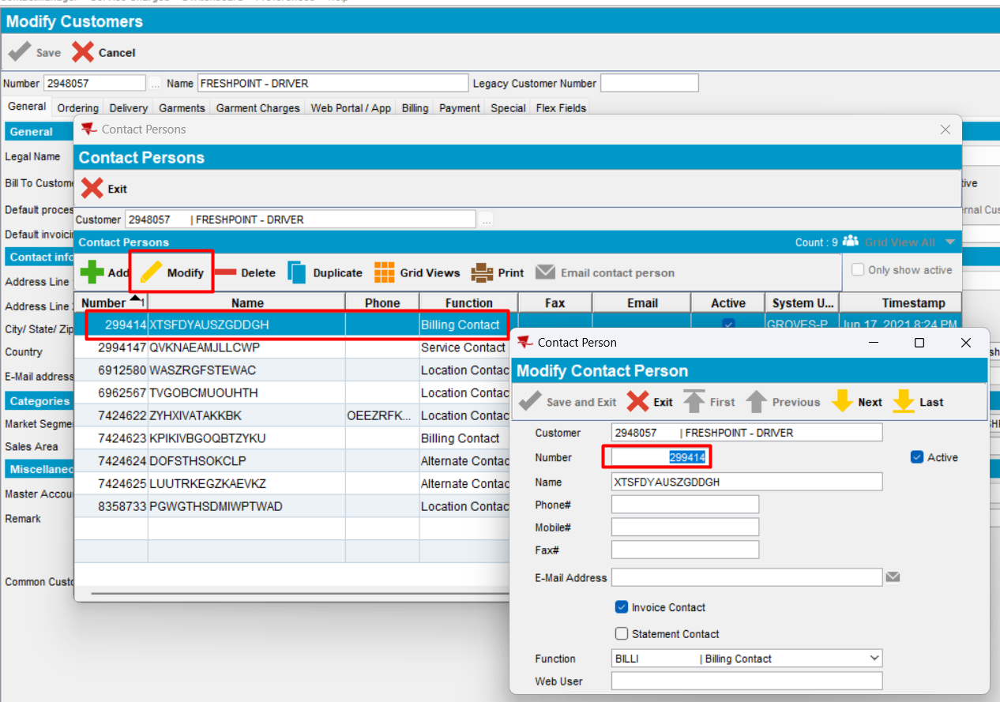 Modify Customers
Save Cancel
Number 2948057 ... Name FRESHPOINT - DRIVER Legacy Customer Number
General Ordering Delivery Garments Garment Charges Web Portal / App Billing Payment Special Flex Fields
General
Legal Name
Bill To Custome
Default proces
Default invoicin
Contact info
Address Line
Address Line
City/ State/ Zip
Country
E-Mail address
Categories
Market Segme
Sales Area
Miscellaneo
Master Accou
Remark
Common Custo
Contact Persons
Contact Persons
Exit
Customer 2948057 | FRESHPOINT - DRIVER ...
Contact Persons Count : 9 Grid View All
Add Modify Delete Duplicate Grid Views Print Email contact person Only show active
Number 1 Name Phone Function Fax Email Active System U... Timestamp
299414 XTSFDYAUSZGDDGH Billing Contact GROVES-P Jun 17, 2021 8:24 PM
2994147 QVKNAEAMJLLCWP Service Contact
6912580 WASZRGFSTEWAC Location Contac
6962567 TVGOBCMUOUHTH Location Contac
7424622 ZYHXIVATAKKBK OEEZRFK... Location Contac
7424623 KPIKIVBGOQBTZYKU Billing Contact
7424624 DOFSTHSOKCLP Alternate Contac
7424625 LUUTRKEGZKAEVKZ Alternate Contac
8358733 PGWGTHSDMIWPTWAD Location Contac
Contact Person
Modify Contact Person
Save and Exit Exit First Previous Next Last
Customer 2948057 | FRESHPOINT - DRIVER
Number 299414 Active
Name XTSFDYAUSZGDDGH
Phone#
Mobile#
Fax#
E-Mail Address
Invoice Contact
Statement Contact
Function BILLI | Billing Contact
Web User